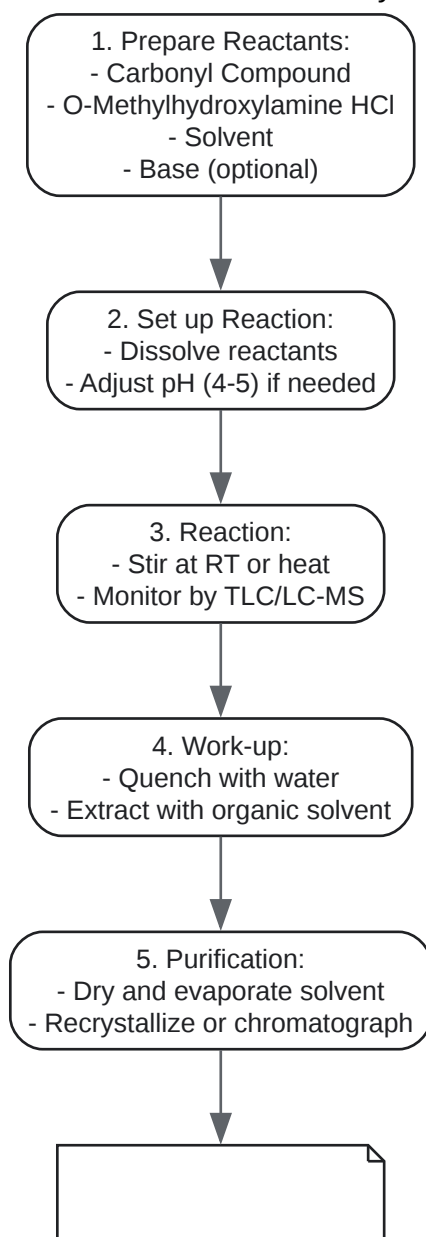 1. Prepare Reactants:
- Carbonyl Compound
- O-Methylhydroxylamine HCl
- Solvent
- Base (optional)
2. Set up Reaction:
- Dissolve reactants
- Adjust pH (4-5) if needed
3. Reaction:
- Stir at RT or heat
- Monitor by TLC/LC-MS
4. Work-up:
- Quench with water
- Extract with organic solvent
5. Purification:
- Dry and evaporate solvent
- Recrystallize or chromatograph